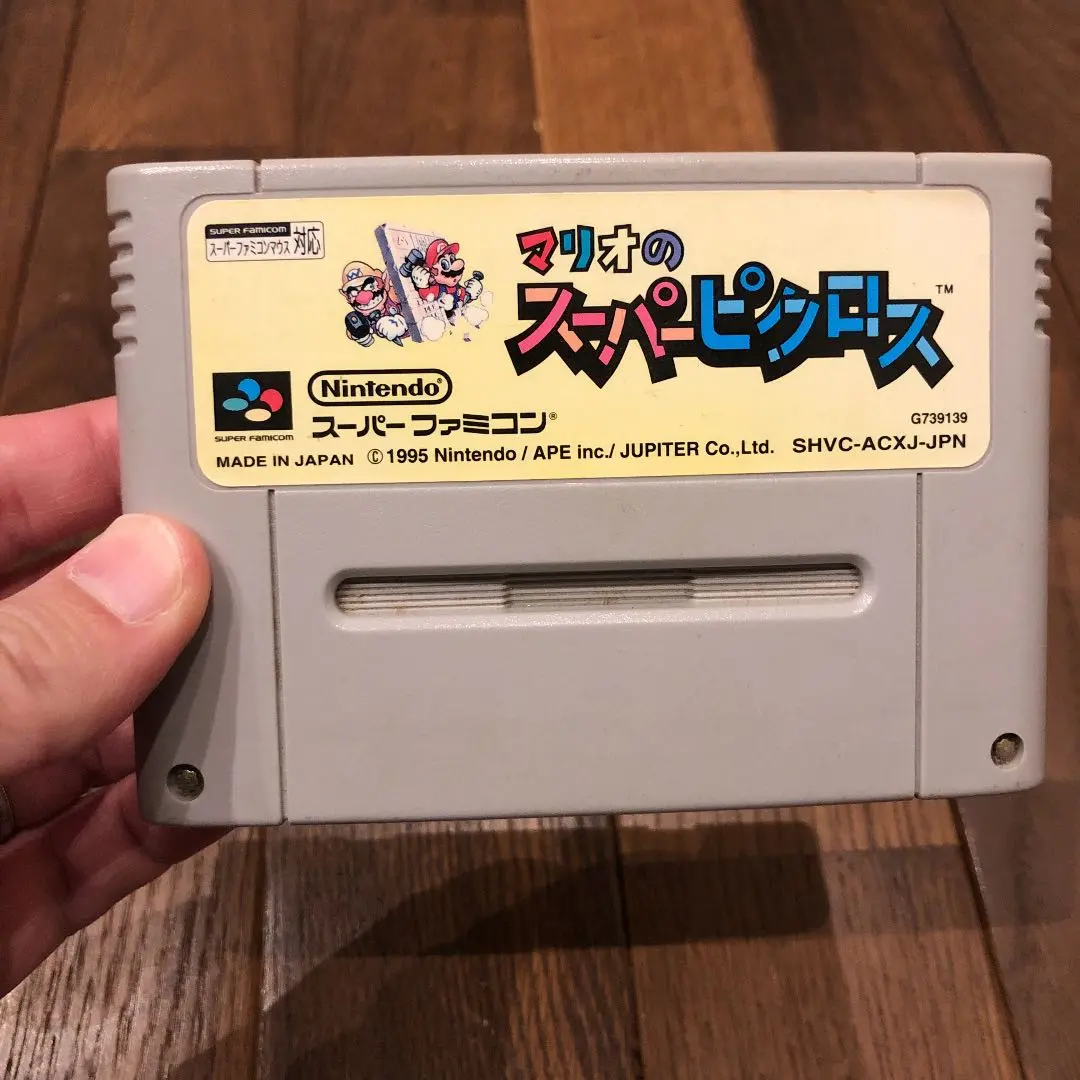 SUPER FAMICOM
スーパーファミコンマウス対応
マリオの
スーパーピクロス™
Nintendo®
スーパーファミコン®
SUPER FAMICOM
G739139
MADE IN JAPAN ©1995 Nintendo / APE inc./ JUPITER Co.,Ltd. SHVC-ACXJ-JPN